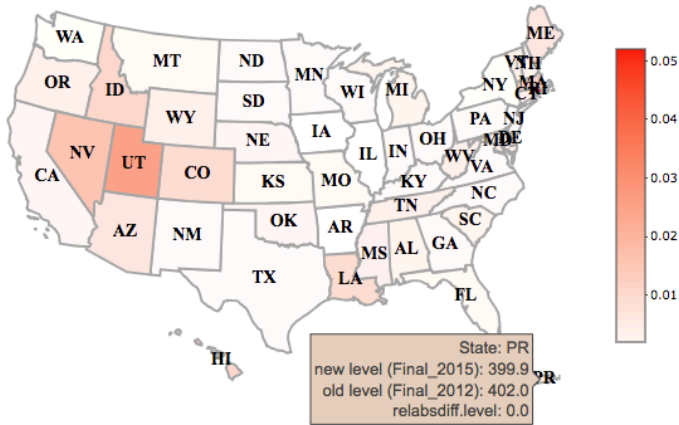 ME
WA
VT NH
MT ND
MN
OR
ID
WI MI
NY
MA
RI
CT
SD
WY
PA NJ
IA
NE
OH
MD DE
NV
UT
IL IN
WV
CO
VA
CA
KS MO
KY
NC
TN
OK
SC
AZ
NM
AR
MS AL GA
TX
LA
FL
HI
PR
State: PR
new level (Final_2015): 399.9
old level (Final_2012): 402.0
relabsdiff.level: 0.0
0.05
0.04
0.03
0.02
0.01